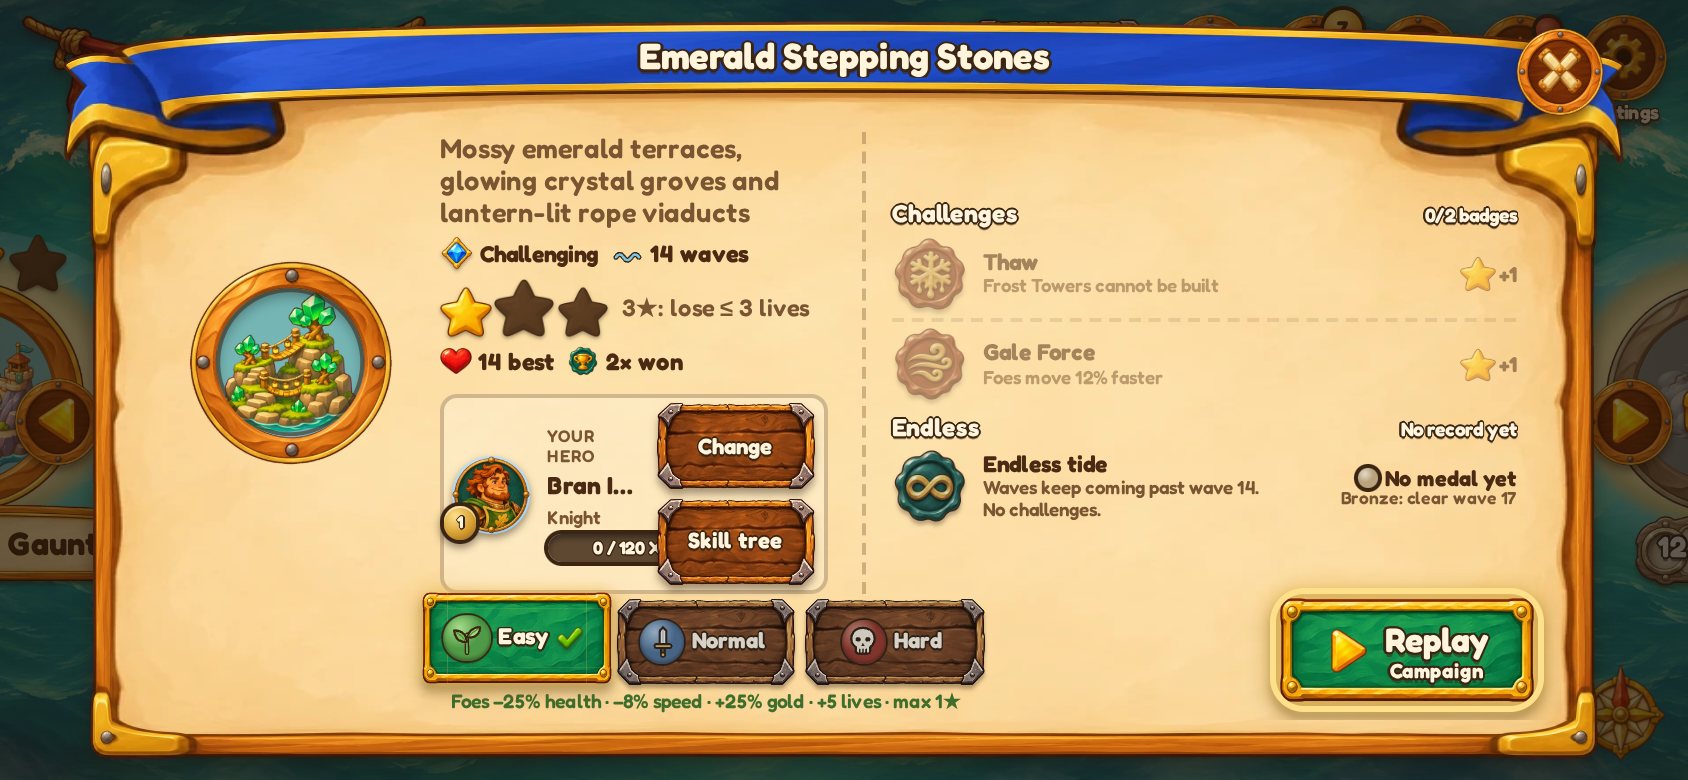 Emerald Stepping Stones
tings
Mossy emerald terraces,
glowing crystal groves and
lantern-lit rope viaducts
Challenging 14 waves
3★: lose ≤ 3 lives
14 best 2x won
YOUR
HERO
Bran I...
Knight
1
0 / 120
Change
Skill tree
Challenges 0/2 badges
Thaw
Frost Towers cannot be built
+1
Gale Force
Foes move 12% faster
+1
Endless No record yet
Endless tide
Waves keep coming past wave 14.
No challenges.
No medal yet
Bronze: clear wave 17
Gaunt
12
Easy
Normal
Hard
Foes –25% health · –8% speed · +25% gold · +5 lives · max 1★
Replay
Campaign